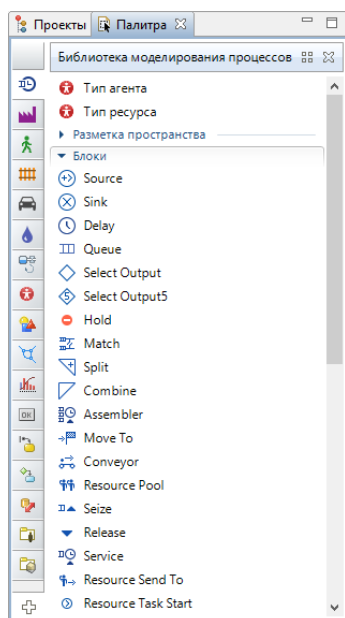 Проекты Палитра
Библиотека моделирования процессов
Тип агента
Тип ресурса
Разметка пространства
Блоки
Source
Sink
Delay
Queue
Select Output
Select Output5
Hold
Match
Split
Combine
Assembler
Move To
Conveyor
Resource Pool
Seize
Release
Service
Resource Send To
Resource Task Start
OK